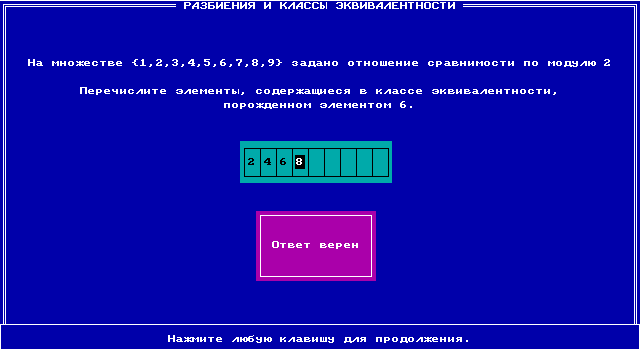 РАЗБИЕНИЯ И КЛАССЫ ЭКВИВАЛЕНТНОСТИ
На множестве {1,2,3,4,5,6,7,8,9} задано отношение сравнимости по модулю 2
Перечислите элементы, содержащиеся в классе эквивалентности,
порожденном элементом 6.
2 4 6 8
Ответ верен
Нажмите любую клавишу для продолжения.